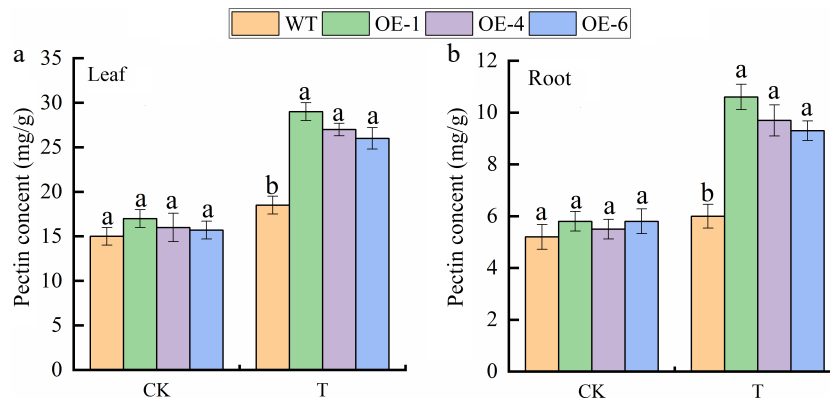 WT OE-1 OE-4 OE-6
a
Leaf
Pectin concent (mg/g)
35
30
25
20
15
10
5
0
a a a a
b a a a
CK T
b
Root
Pectin concent (mg/g)
12
10
8
6
4
2
0
a a a a
b a a a
CK T